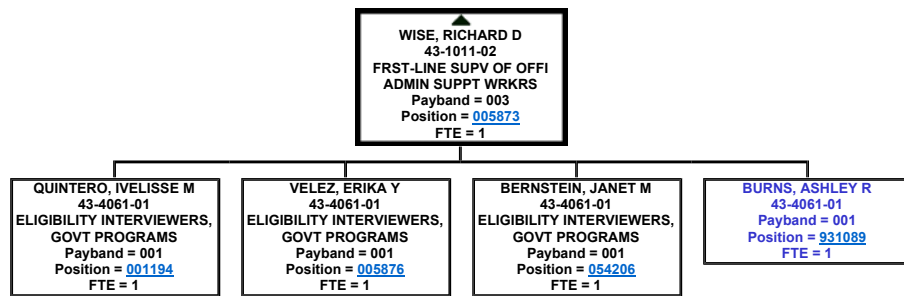 WISE, RICHARD D
43-1011-02
FRST-LINE SUPV OF OFFI
ADMIN SUPPT WRKRS
Payband = 003
Position = 005873
FTE = 1
QUINTERO, IVELISSE M
43-4061-01
ELIGIBILITY INTERVIEWERS,
GOVT PROGRAMS
Payband = 001
Position = 001194
FTE = 1
VELEZ, ERIKA Y
43-4061-01
ELIGIBILITY INTERVIEWERS,
GOVT PROGRAMS
Payband = 001
Position = 005876
FTE = 1
BERNSTEIN, JANET M
43-4061-01
ELIGIBILITY INTERVIEWERS,
GOVT PROGRAMS
Payband = 001
Position = 054206
FTE = 1
BURNS, ASHLEY R
43-4061-01
Payband = 001
Position = 931089
FTE = 1